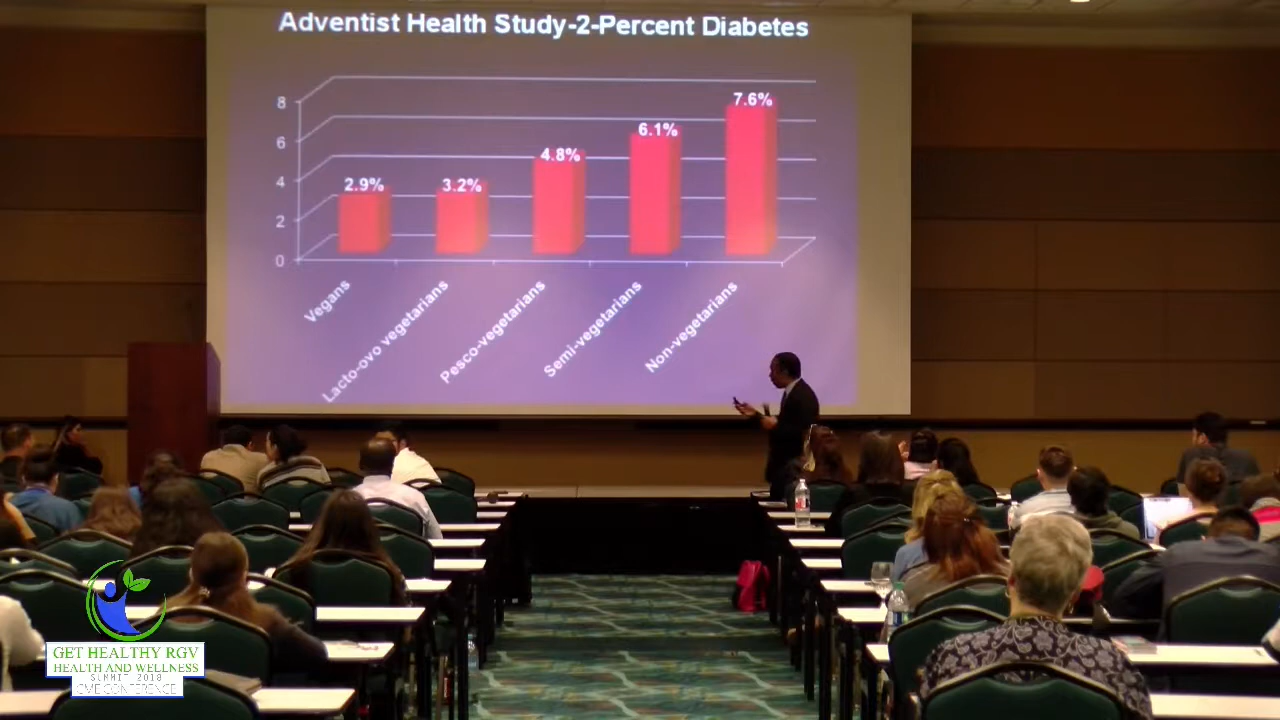 Adventist Health Study-2-Percent Diabetes
8
6
4
2
0
2.9%
3.2%
4.8%
6.1%
7.6%
Vegans
Lacto-ovo vegetarians
Pesco-vegetarians
Semi-vegetarians
Non-vegetarians
GET HEALTHY RGV
HEALTH AND WELLNESS
SUMMIT 2018
CME CONFERENCE